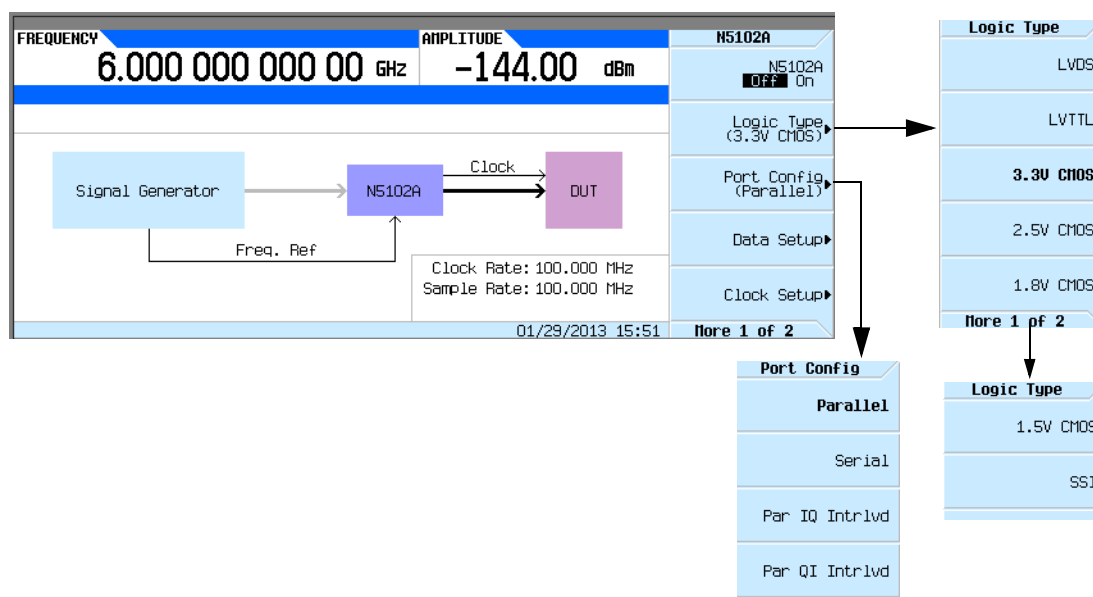 FREQUENCY
6.000 000 000 00 GHz
AMPLITUDE
-144.00 dBm
Signal Generator
N5102A
Clock
DUT
Freq. Ref
Clock Rate: 100.000 MHz
Sample Rate: 100.000 MHz
01/29/2013 15:51
N5102A
N5102A
Off On
Logic Type
(3.3V CMOS)
Port Config
(Parallel)
Data Setup
Clock Setup
More 1 of 2
Logic Type
LVDS
LVTTL
3.3V CMOS
2.5V CMOS
1.8V CMOS
More 1 of 2
Port Config
Parallel
Serial
Par IQ Intrlvd
Par QI Intrlvd
Logic Type
1.5V CMOS